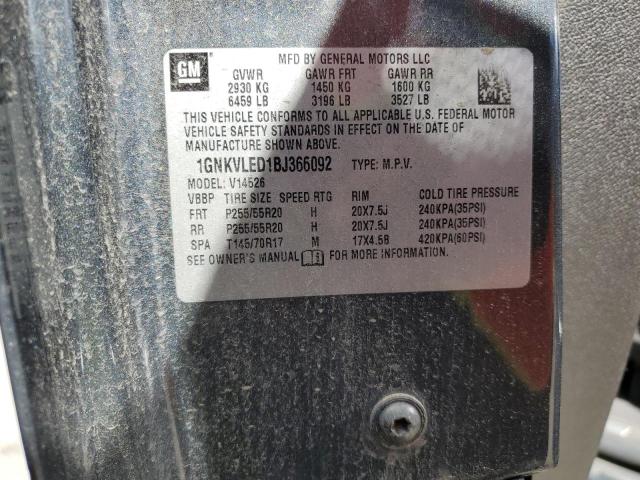 GM
MFD BY GENERAL MOTORS LLC
GVWR GAWR FRT GAWR RR
2930 KG 1450 KG 1600 KG
6459 LB 3196 LB 3527 LB
THIS VEHICLE CONFORMS TO ALL APPLICABLE U.S. FEDERAL MOTOR
VEHICLE SAFETY STANDARDS IN EFFECT ON THE DATE OF
MANUFACTURE SHOWN ABOVE.
1GNKVLED1BJ366092 TYPE: M.P.V.
MODEL: V14526
VBBP TIRE SIZE SPEED RTG RIM COLD TIRE PRESSURE
FRT P255/55R20 H 20X7.5J 240KPA(35PSI)
RR P255/55R20 H 20X7.5J 240KPA(35PSI)
SPA T145/70R17 M 17X4.5B 420KPA(60PSI)
SEE OWNER'S MANUAL FOR MORE INFORMATION.